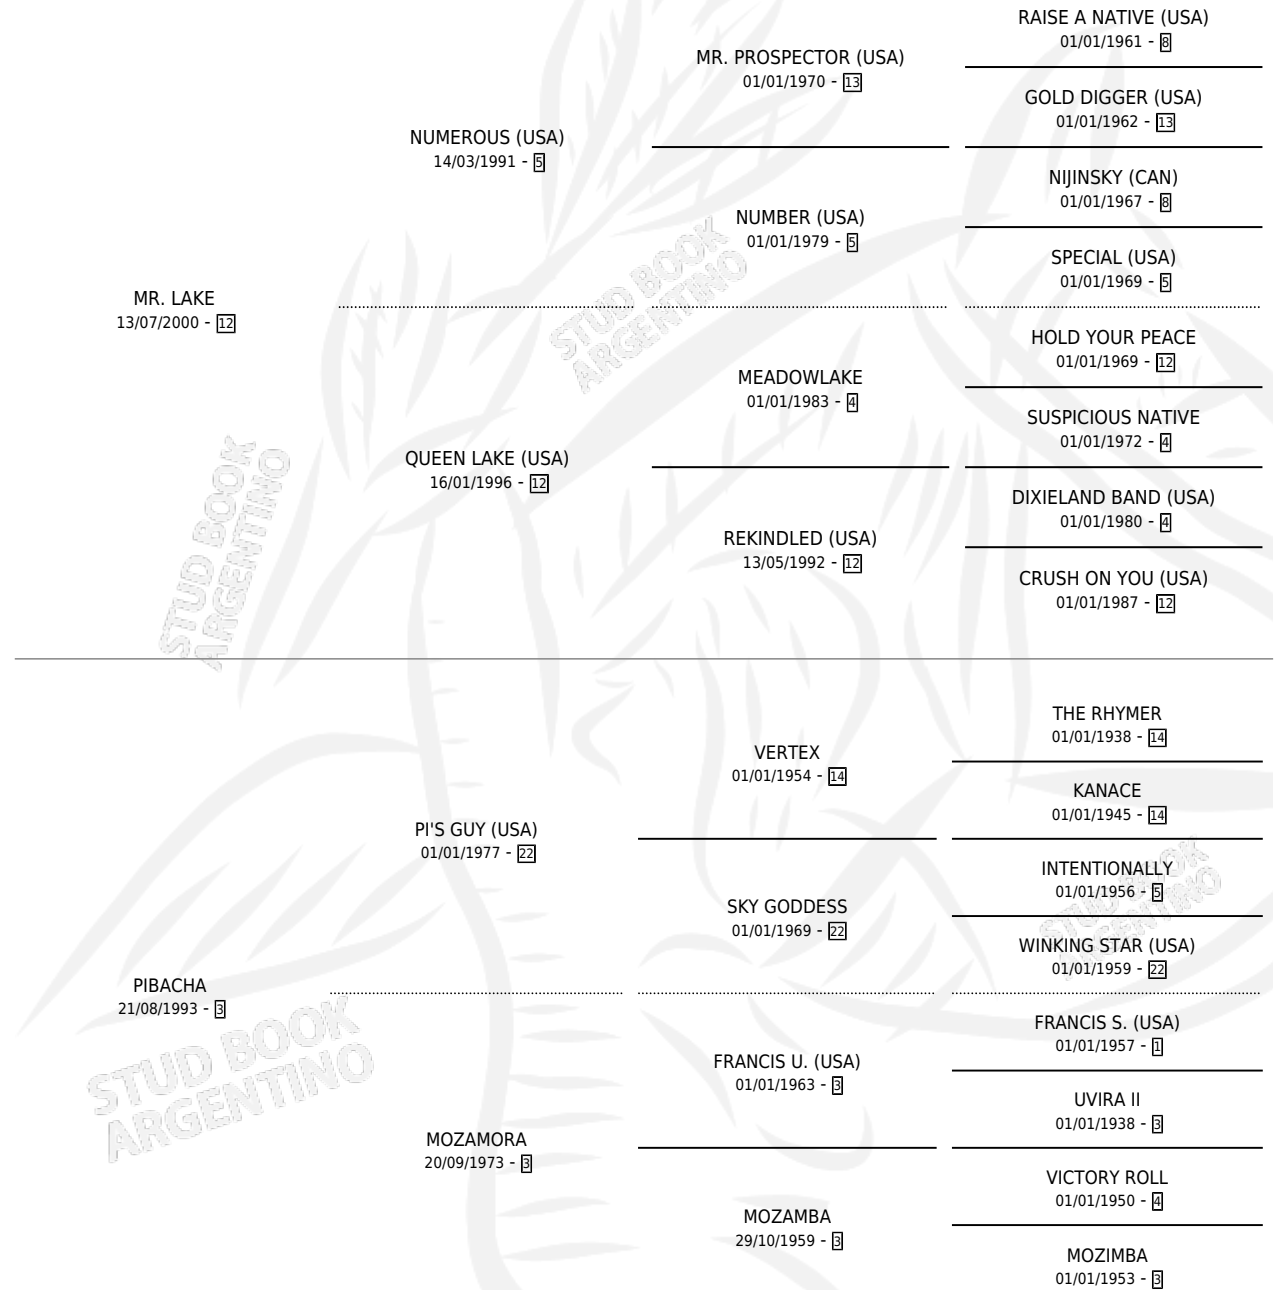 RAISE A NATIVE (USA)
01/01/1961 - 8
MR. PROSPECTOR (USA)
01/01/1970 - 13
GOLD DIGGER (USA)
01/01/1962 - 13
NUMEROUS (USA)
14/03/1991 - 5
NIJINSKY (CAN)
01/01/1967 - 8
NUMBER (USA)
01/01/1979 - 5
SPECIAL (USA)
01/01/1969 - 5
MR. LAKE
13/07/2000 - 12
STUD BOOK
ARGENTINO
HOLD YOUR PEACE
01/01/1969 - 12
MEADOWLAKE
01/01/1983 - 4
SUSPICIOUS NATIVE
01/01/1972 - 4
QUEEN LAKE (USA)
16/01/1996 - 12
DIXIELAND BAND (USA)
01/01/1980 - 4
REKINDLED (USA)
13/05/1992 - 12
CRUSH ON YOU (USA)
01/01/1987 - 12
STUD BOOK
ARGENTINO
THE RHYMER
01/01/1938 - 14
VERTEX
01/01/1954 - 14
KANACE
01/01/1945 - 14
PI'S GUY (USA)
01/01/1977 - 22
INTENTIONALLY
01/01/1956 - 5
SKY GODDESS
01/01/1969 - 22
WINKING STAR (USA)
01/01/1959 - 22
STUD BOOK
ARGENTINO
PIBACHA
21/08/1993 - 3
STUD BOOK
ARGENTINO
FRANCIS S. (USA)
01/01/1957 - 1
FRANCIS U. (USA)
01/01/1963 - 3
UVIRA II
01/01/1938 - 3
MOZAMORA
20/09/1973 - 3
VICTORY ROLL
01/01/1950 - 4
MOZAMBA
29/10/1959 - 3
MOZIMBA
01/01/1953 - 3